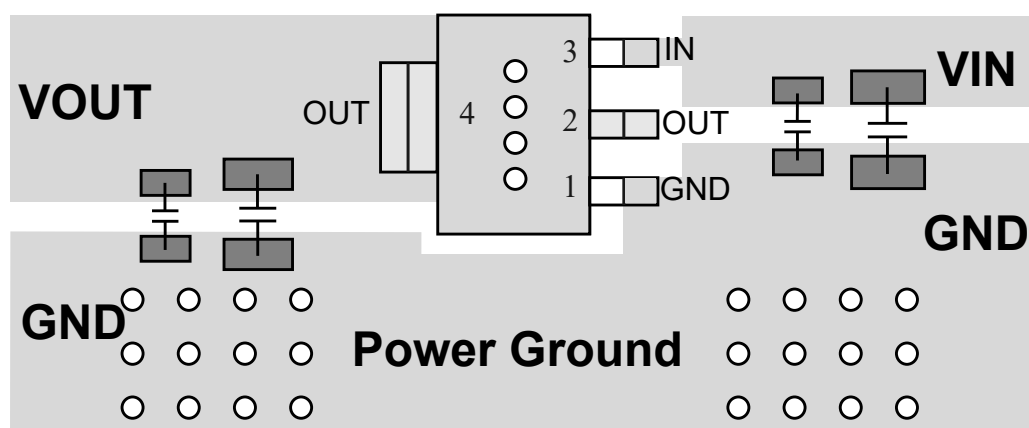 3
IN
VOUT
OUT
4
2
OUT
VIN
1
GND
GND
GND
Power Ground